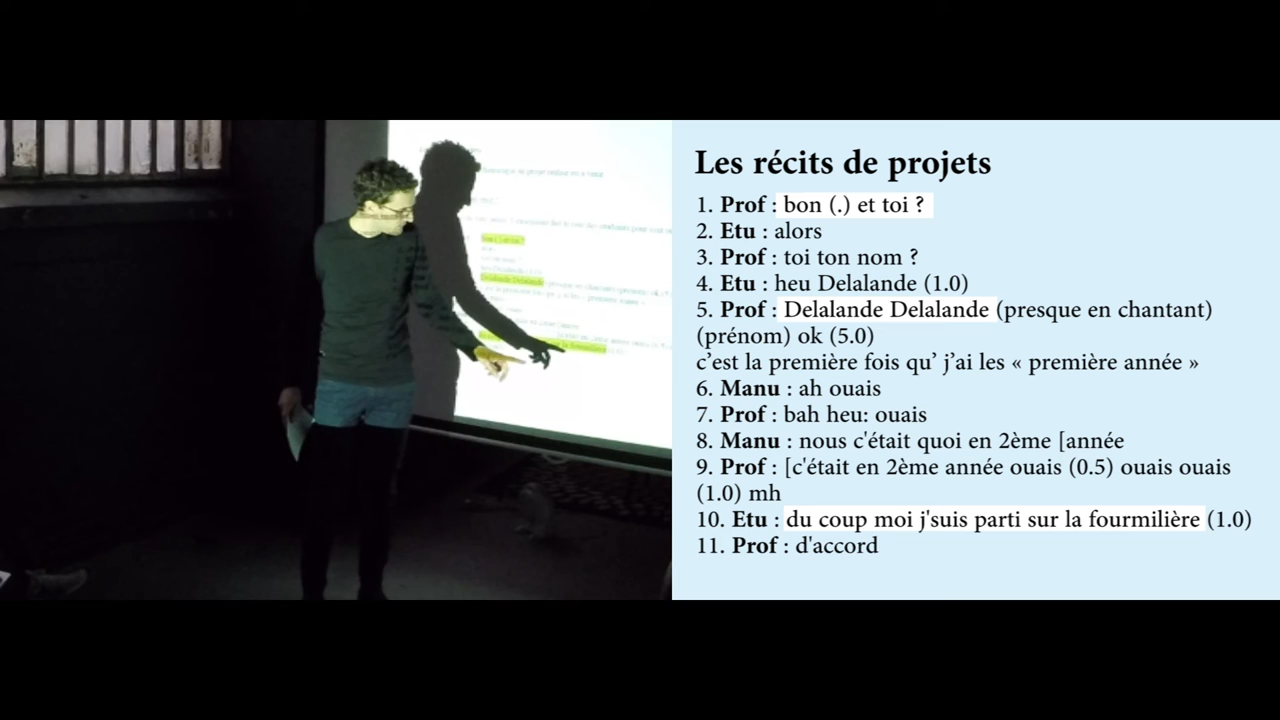 Les récits de projets
1. Prof : bon (.) et toi ?
2. Etu : alors
3. Prof : toi ton nom ?
4. Etu : heu Delalande (1.0)
5. Prof : Delalande Delalande (presque en chantant)
(prénom) ok (5.0)
c’est la première fois qu’ j’ai les « première année »
6. Manu : ah ouais
7. Prof : bah heu: ouais
8. Manu : nous c'était quoi en 2ème [année
9. Prof : [c'était en 2ème année ouais (0.5) ouais ouais
(1.0) mh
10. Etu : du coup moi j'suis parti sur la fourmilière (1.0)
11. Prof : d'accord